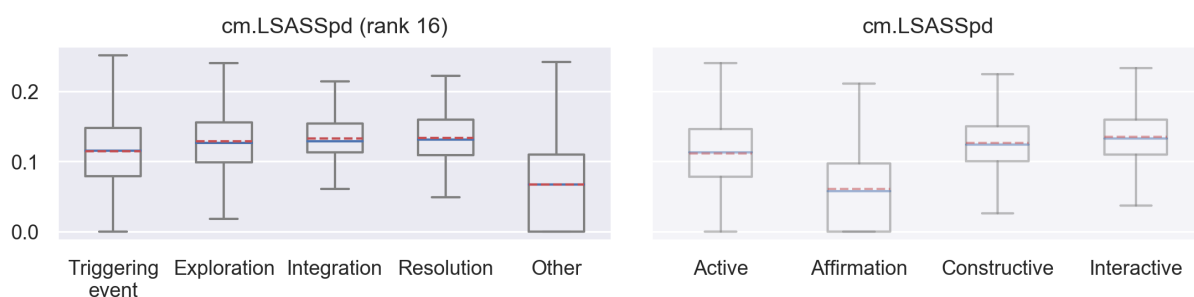 cm.LSASSpd (rank 16)
cm.LSASSpd
0.2
0.1
0.0
Triggering
event
Exploration
Integration
Resolution
Other
Active
Affirmation
Constructive
Interactive